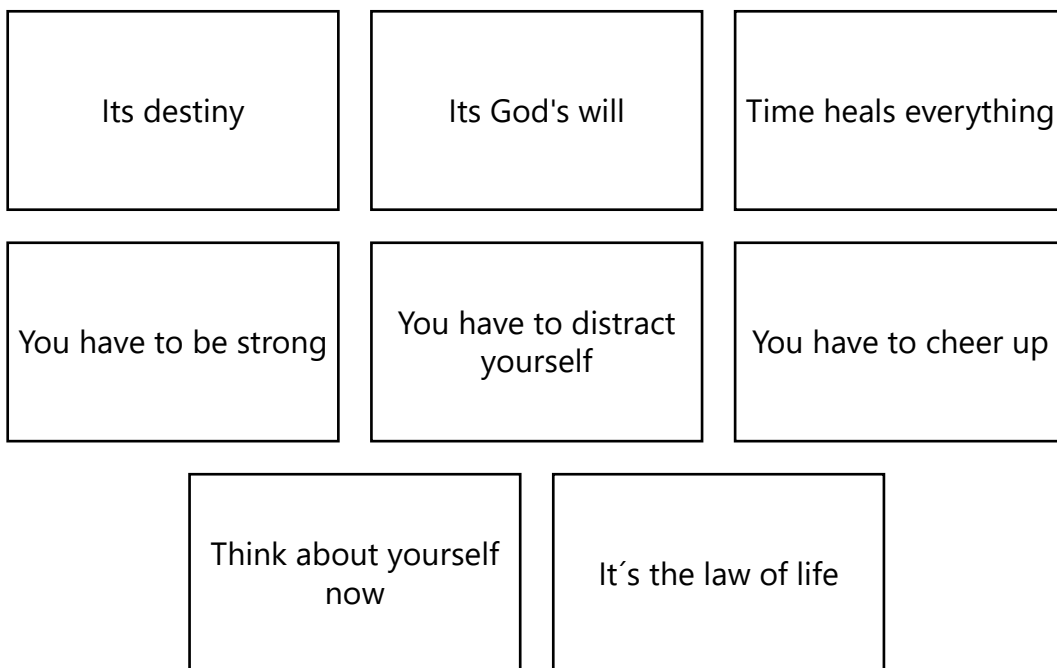 Its destiny
Its God's will
Time heals everything
You have to be strong
You have to distract
yourself
You have to cheer up
Think about yourself
now
It´s the law of life